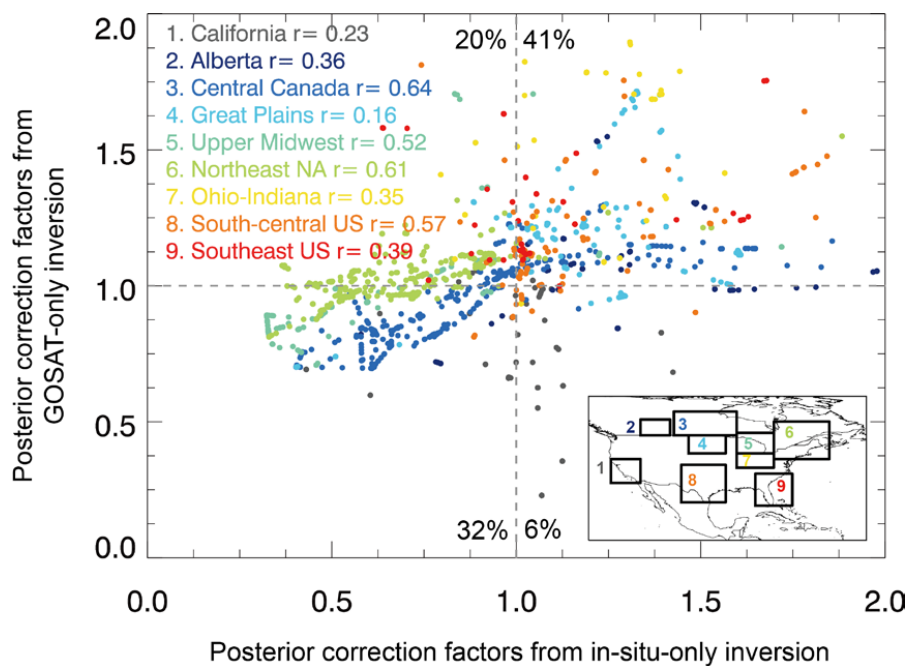 2.0
1.5
1.0
0.5
0.0
Posterior correction factors from
GOSAT-only inversion
1. California r= 0.23
2. Alberta r= 0.36
3. Central Canada r= 0.64
4. Great Plains r= 0.16
5. Upper Midwest r= 0.52
6. Northeast NA r= 0.61
7. Ohio-Indiana r= 0.35
8. South-central US r= 0.57
9. Southeast US r= 0.39
20% 41%
32% 6%
1
2
3
4
5
6
7
8
9
0.0 0.5 1.0 1.5 2.0
Posterior correction factors from in-situ-only inversion